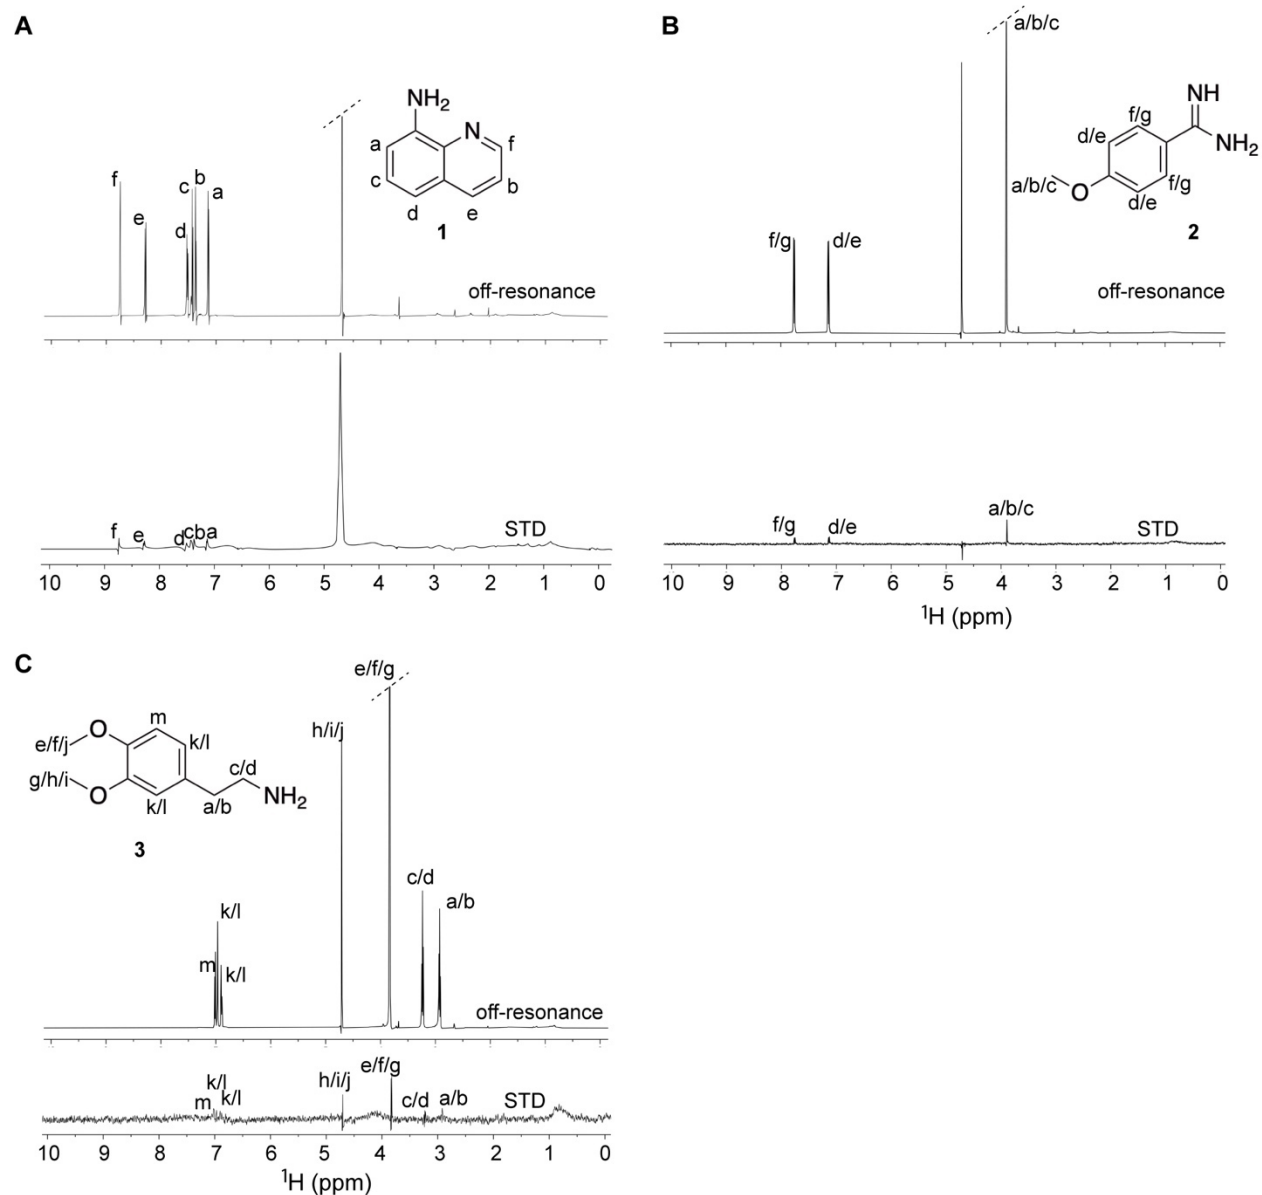 A
NH2
N
a
f
c
b
d
e
1
f
e
d
c
b
a
off-resonance
f
e
d
c
b
a
STD
10 9 8 7 6 5 4 3 2 1 0
B
a/b/c
NH
f/g
d/e
NH2
a/b/c
O
f/g
d/e
2
f/g
d/e
off-resonance
f/g
d/e
a/b/c
STD
10 9 8 7 6 5 4 3 2 1 0
1H (ppm)
C
e/f/g
m
O
e/f/j
k/l
h/i/j
g/h/i
c/d
O
k/l
a/b
NH2
3
c/d
a/b
k/l
m
k/l
off-resonance
e/f/g
k/l
h/i/j
m
k/l
c/d
a/b
STD
10 9 8 7 6 5 4 3 2 1 0
1H (ppm)